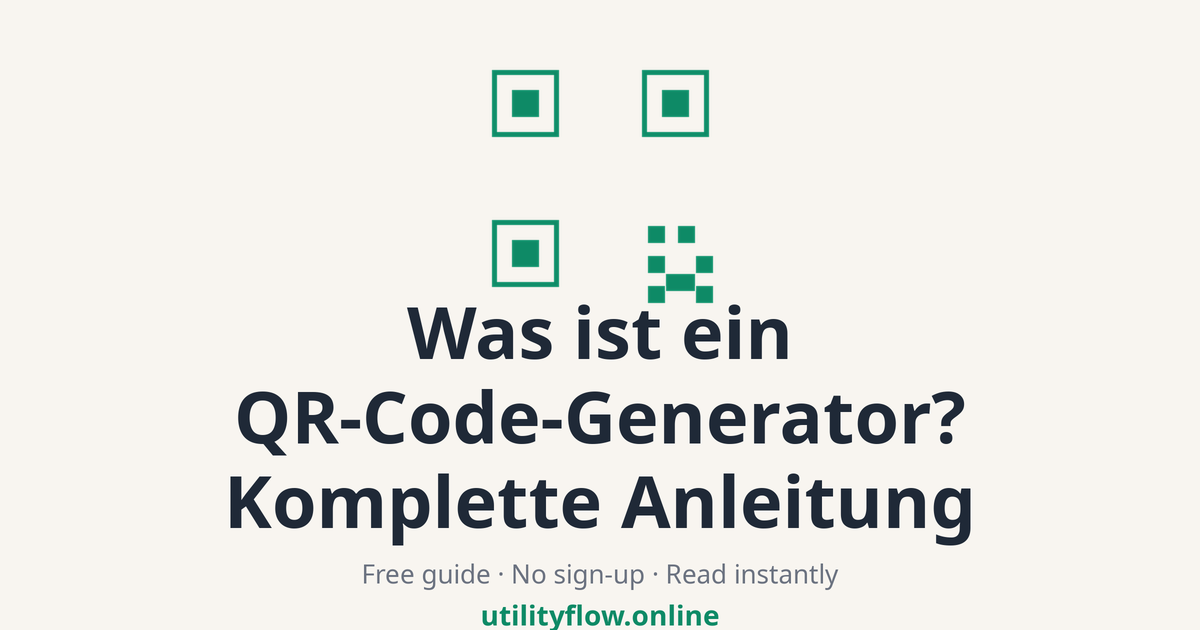 Was ist ein
QR-Code-Generator?
Komplette Anleitung
Free guide · No sign-up · Read instantly
utilityflow.online